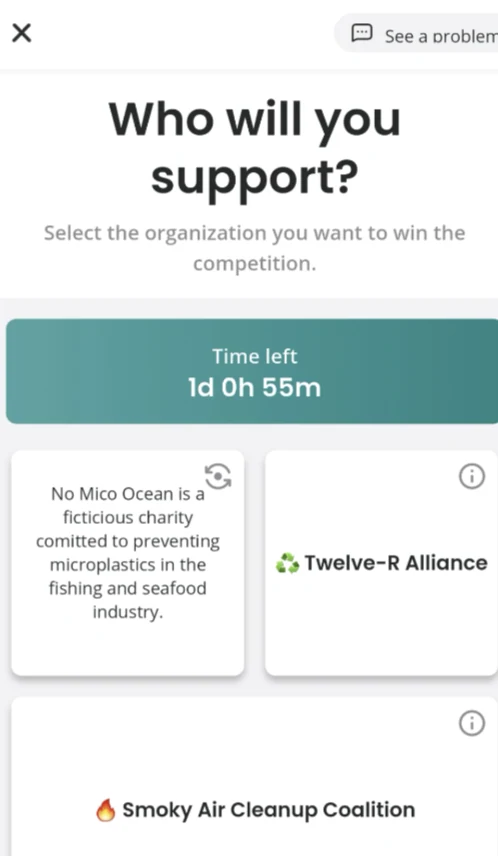 See a problem
Who will you
support?
Select the organization you want to win the
competition.
Time left
1d 0h 55m
No Mico Ocean is a
ficticious charity
comitted to preventing
microplastics in the
fishing and seafood
industry.
Twelve-R Alliance
Smoky Air Cleanup Coalition